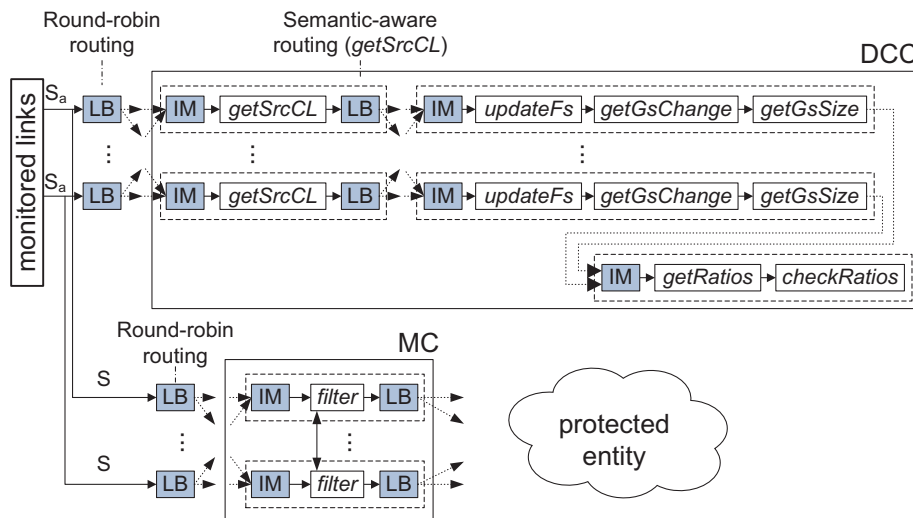 Round-robin
routing
Semantic-aware
routing (getSrcCL)
DCC
monitored links
Sa
LB
IM
getSrcCL
LB
IM
updateFs
getGsChange
getGsSize
...
...
...
Sa
LB
IM
getSrcCL
LB
IM
updateFs
getGsChange
getGsSize
IM
getRatios
checkRatios
Round-robin
routing
MC
S
LB
IM
filter
LB
...
...
S
LB
IM
filter
LB
protected
entity